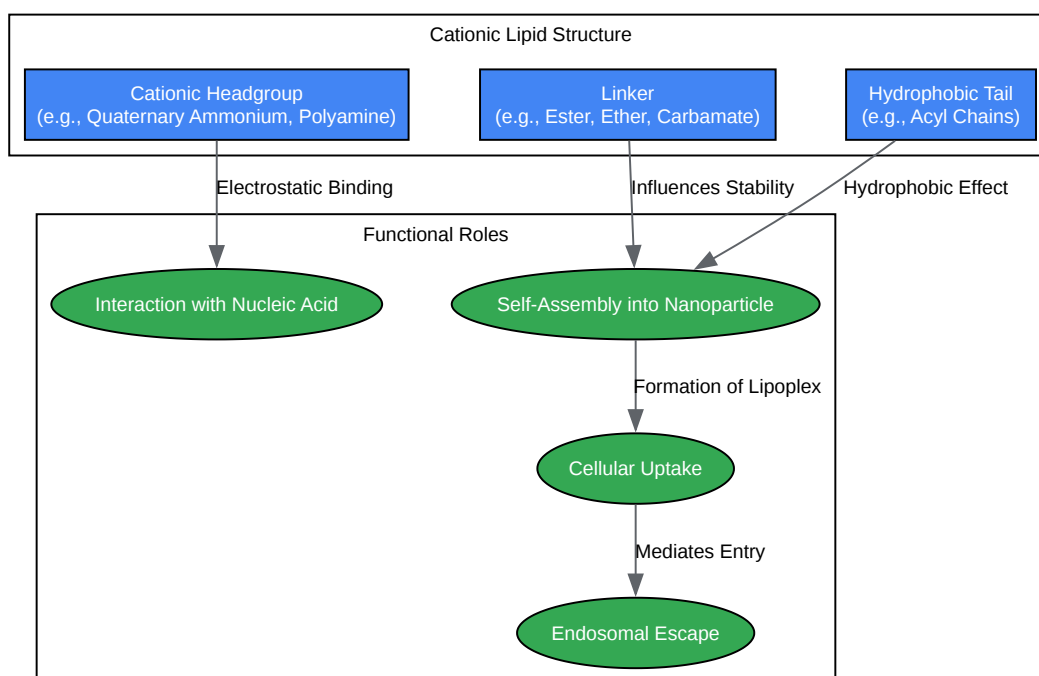 Cationic Lipid Structure
Cationic Headgroup
(e.g., Quaternary Ammonium, Polyamine)
Linker
(e.g., Ester, Ether, Carbamate)
Hydrophobic Tail
(e.g., Acyl Chains)
Electrostatic Binding
Influences Stability
Hydrophobic Effect
Functional Roles
Interaction with Nucleic Acid
Self-Assembly into Nanoparticle
Formation of Lipoplex
Cellular Uptake
Mediates Entry
Endosomal Escape